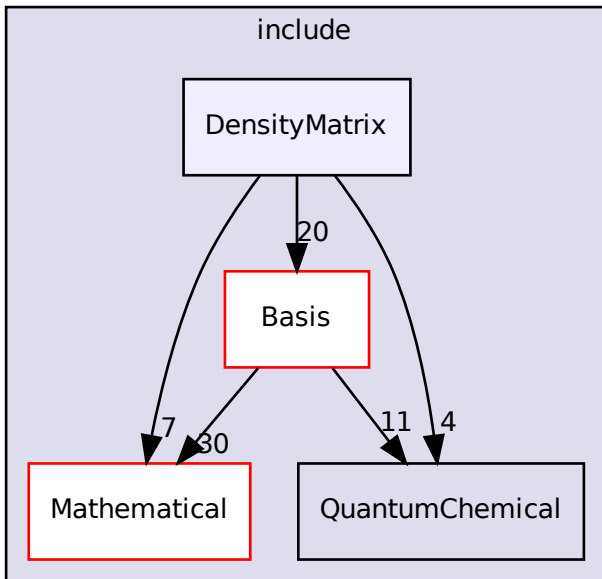 include
DensityMatrix
20
Basis
7
30
11
4
Mathematical
QuantumChemical